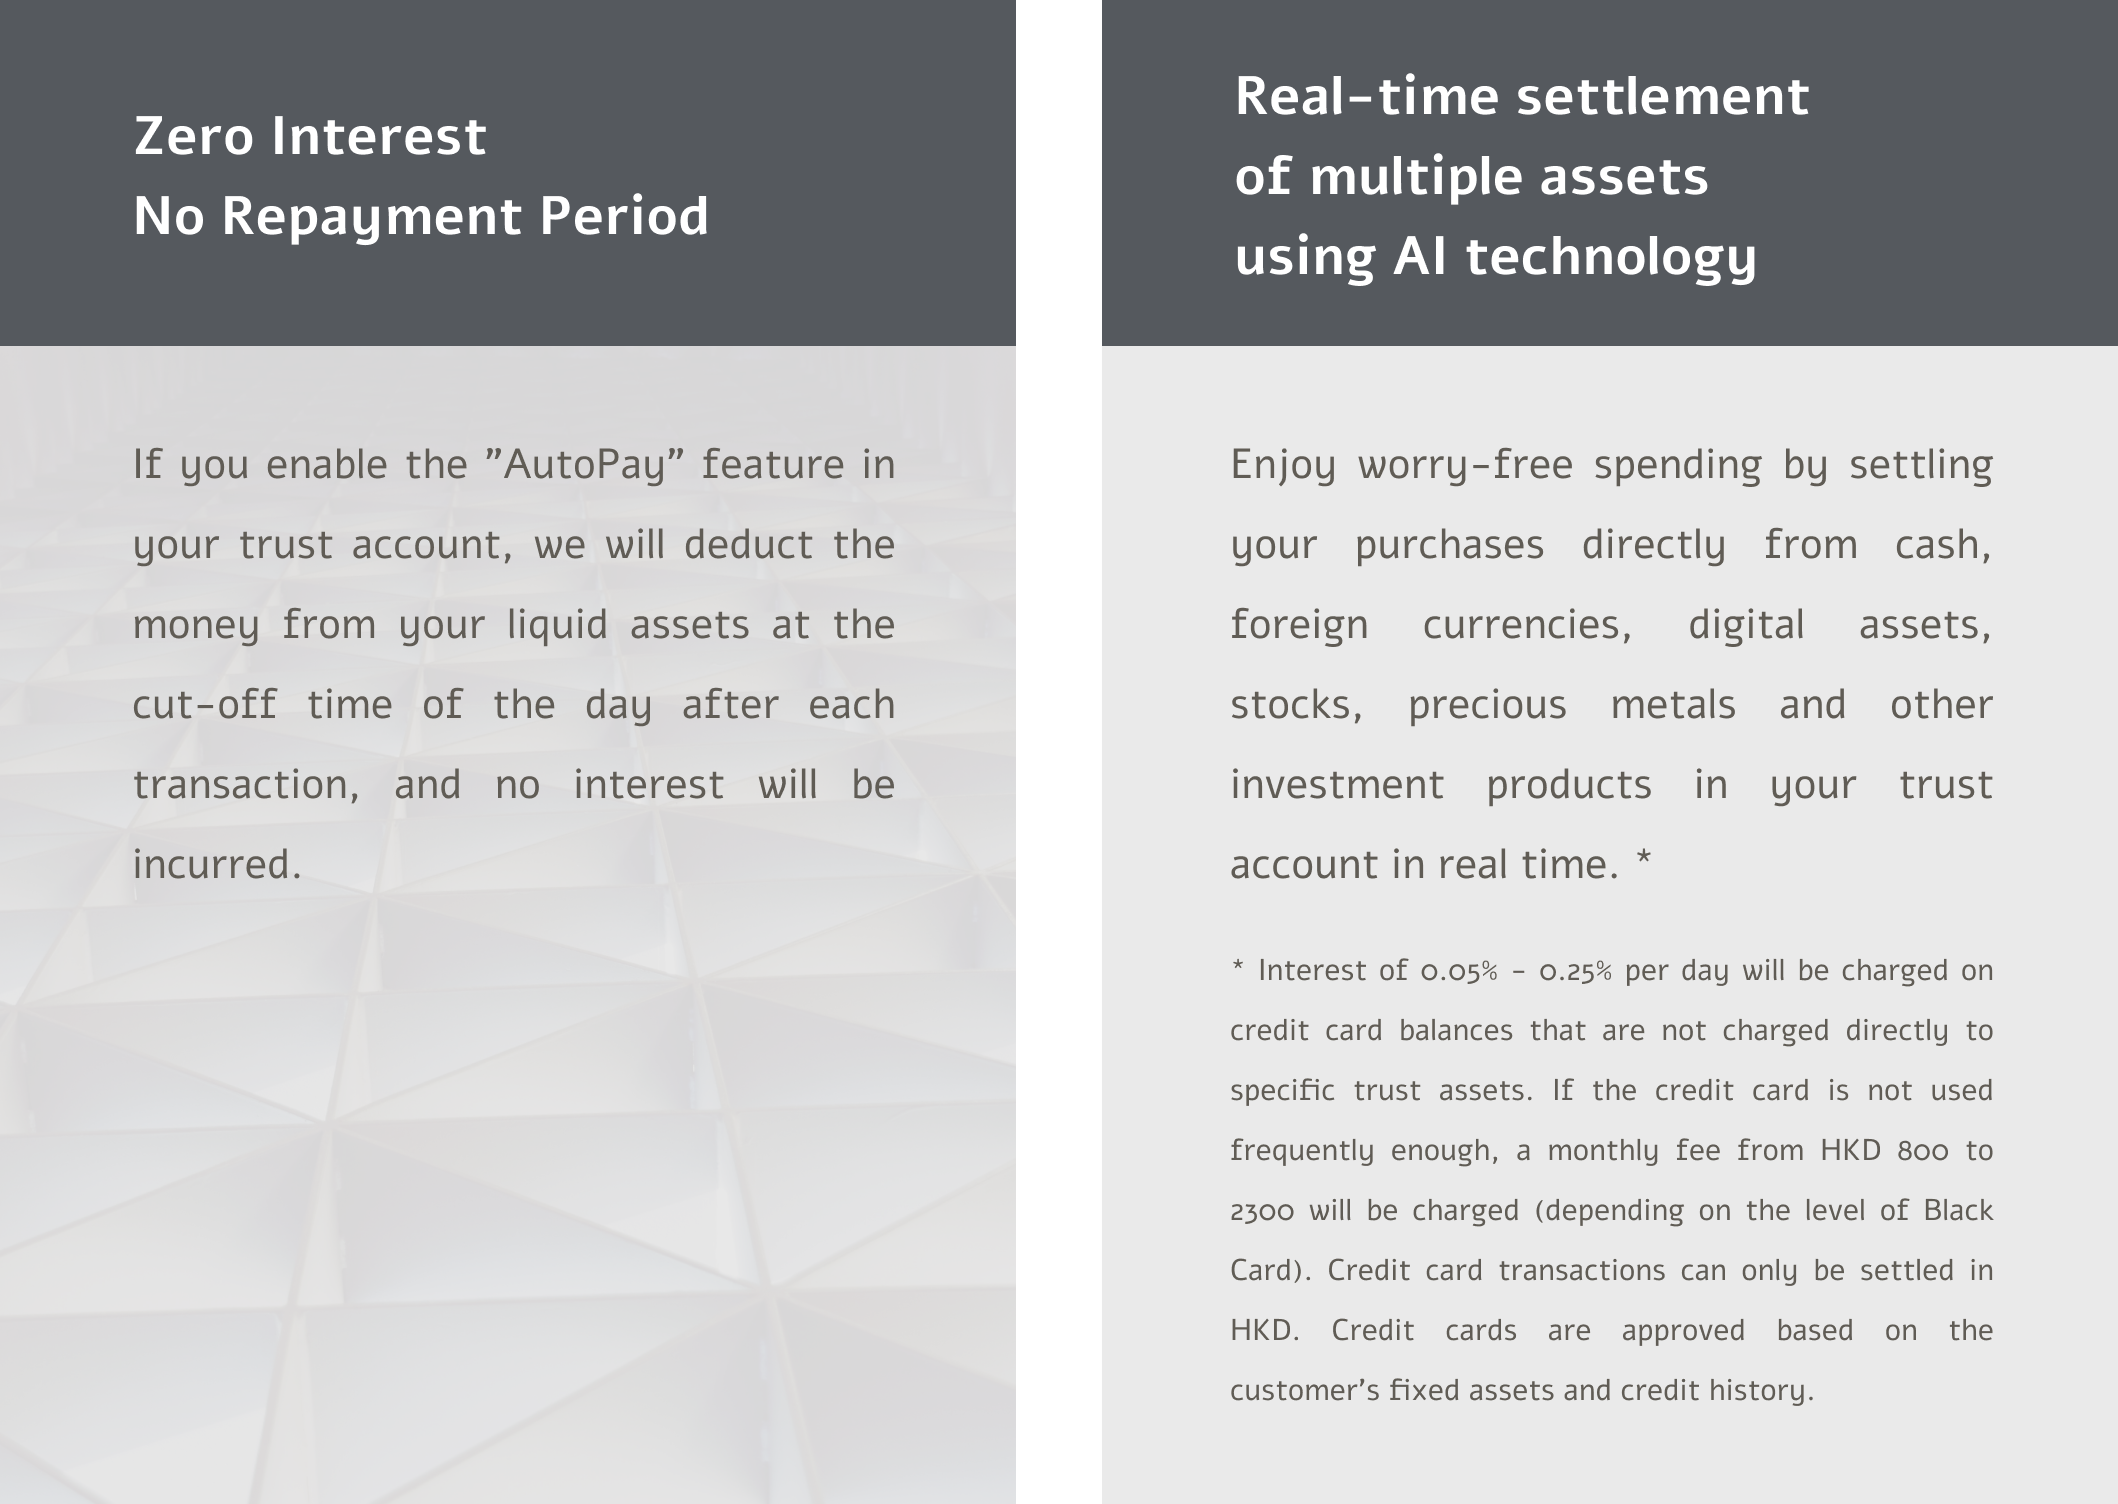 Zero Interest
No Repayment Period
If you enable the ”AutoPay” feature in
your trust account, we will deduct the
money from your liquid assets at the
cut-off time of the day after each
transaction, and no interest will be
incurred.
Real-time settlement
of multiple assets
using AI technology
Enjoy worry-free spending by settling
your purchases directly from cash,
foreign currencies, digital assets,
stocks, precious metals and other
investment products in your trust
account in real time. *
* Interest of 0.05% - 0.25% per day will be charged on
credit card balances that are not charged directly to
specific trust assets. If the credit card is not used
frequently enough, a monthly fee from HKD 800 to
2300 will be charged (depending on the level of Black
Card). Credit card transactions can only be settled in
HKD. Credit cards are approved based on the
customer’s fixed assets and credit history.